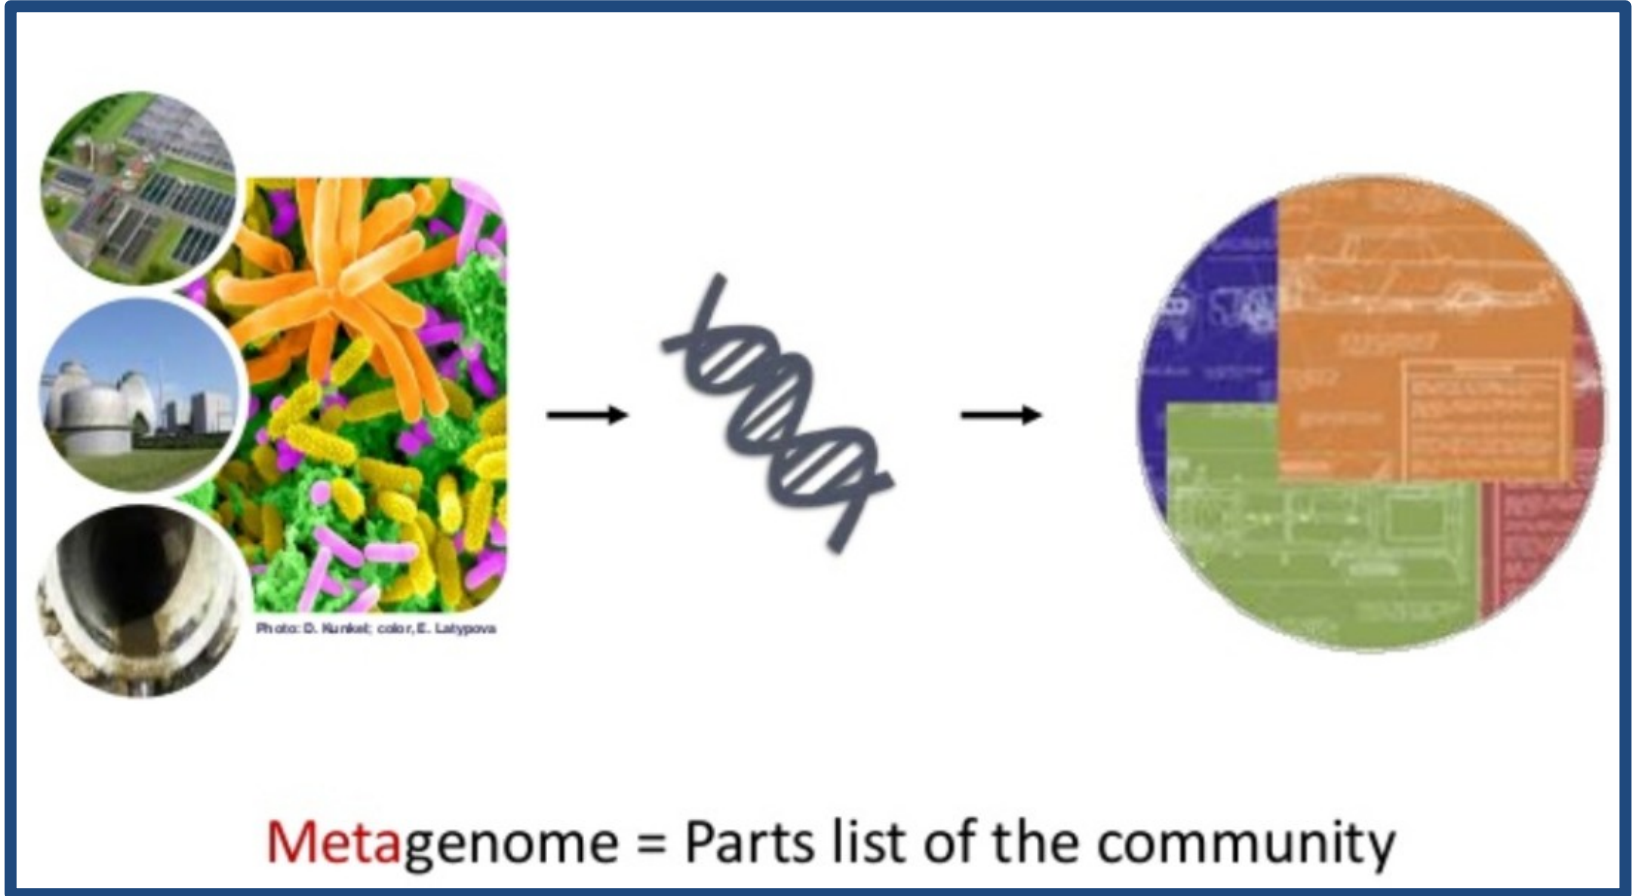 Photo: D. Kunkel; color, E. Latypova
Metagenome = Parts list of the community